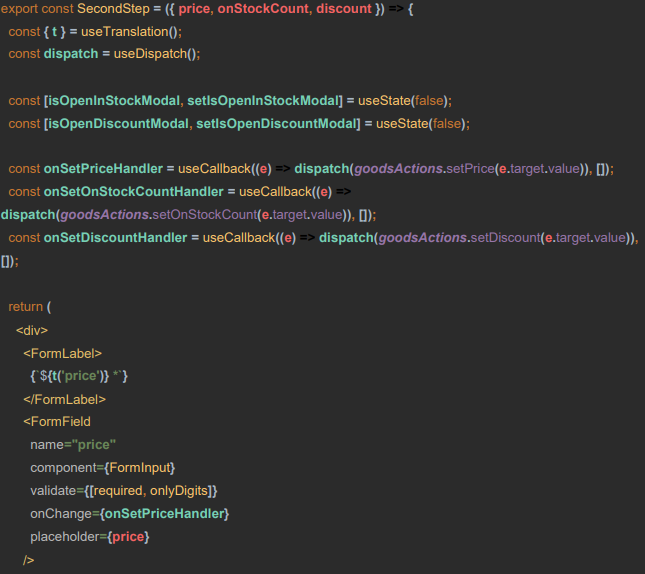 export const SecondStep = ({ price, onStockCount, discount }) => {
const { t } = useTranslation();
const dispatch = useDispatch();
const [isOpenInStockModal, setIsOpenInStockModal] = useState(false);
const [isOpenDiscountModal, setIsOpenDiscountModal] = useState(false);
const onSetPriceHandler = useCallback((e) => dispatch(goodsActions.setPrice(e.target.value)), []);
const onSetOnStockCountHandler = useCallback((e) =>
dispatch(goodsActions.setOnStockCount(e.target.value)), []);
const onSetDiscountHandler = useCallback((e) => dispatch(goodsActions.setDiscount(e.target.value)),
[]);
return (
<div>
<FormLabel>
{`${t('price')} *`}
</FormLabel>
<FormField
name="price"
component={FormInput}
validate={[required, onlyDigits]}
onChange={onSetPriceHandler}
placeholder={price}
/>